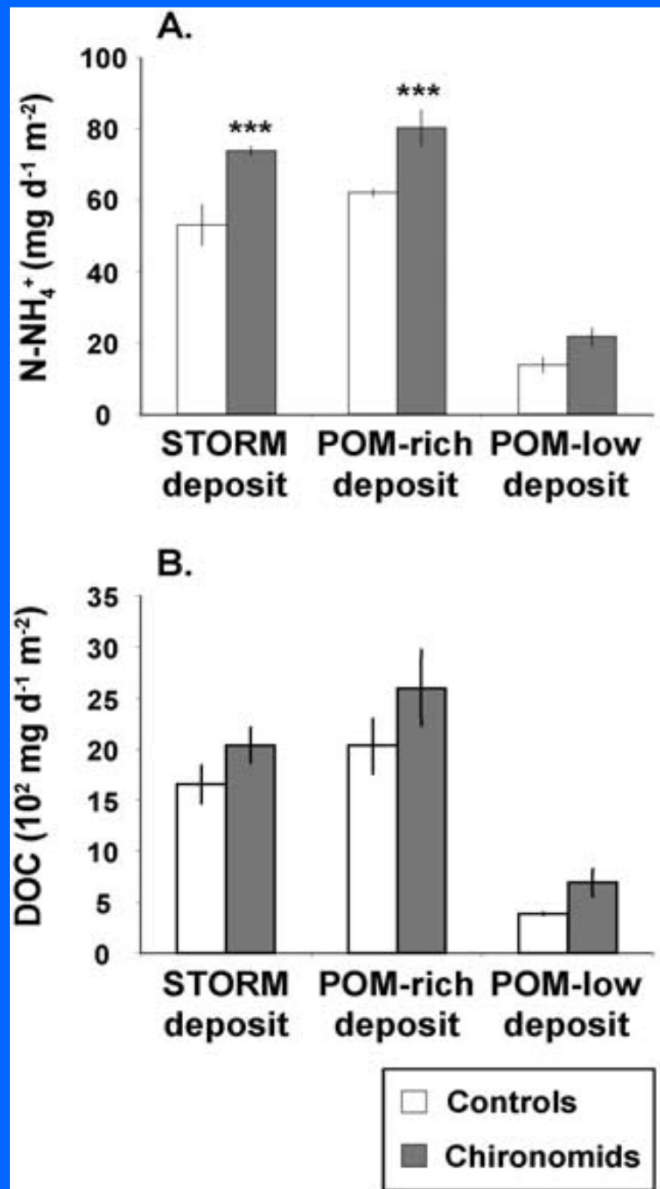 A.
N-NH₄⁺ (mg d⁻¹ m⁻²)
100
80
60
40
20
0
***
***
STORM deposit
POM-rich deposit
POM-low deposit
B.
DOC (10² mg d⁻¹ m⁻²)
35
30
25
20
15
10
5
0
STORM deposit
POM-rich deposit
POM-low deposit
Controls
Chironomids